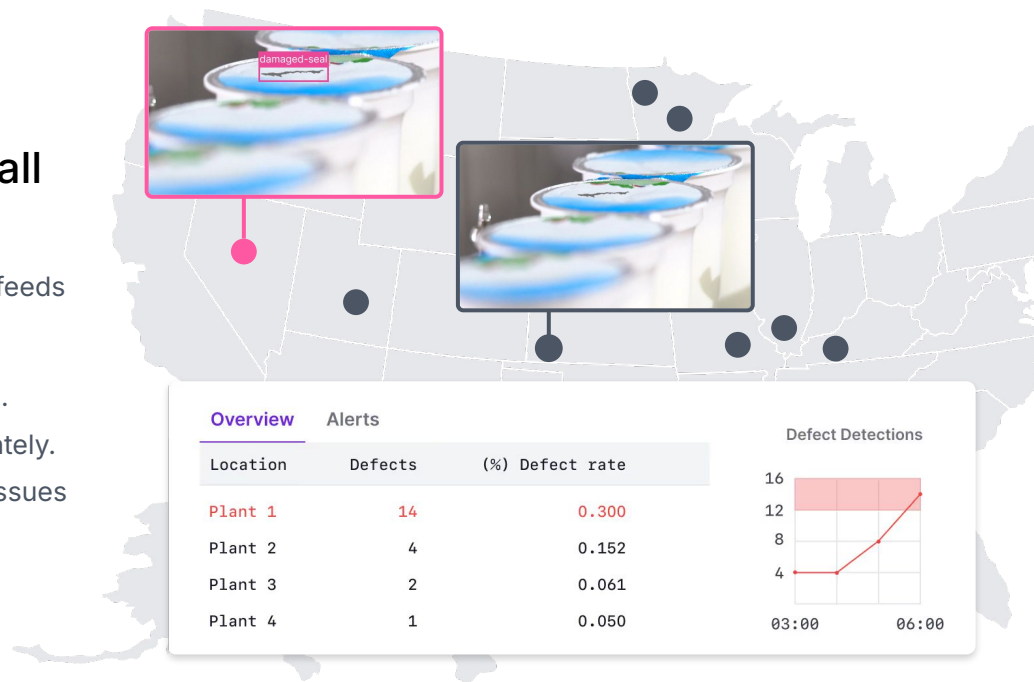 damaged-seal
all
feeds
.
tely.
ssues
Overview Alerts
Location Defects (%) Defect rate
Plant 1 14 0.300
Plant 2 4 0.152
Plant 3 2 0.061
Plant 4 1 0.050
Defect Detections
16
12
8
4
03:00 06:00